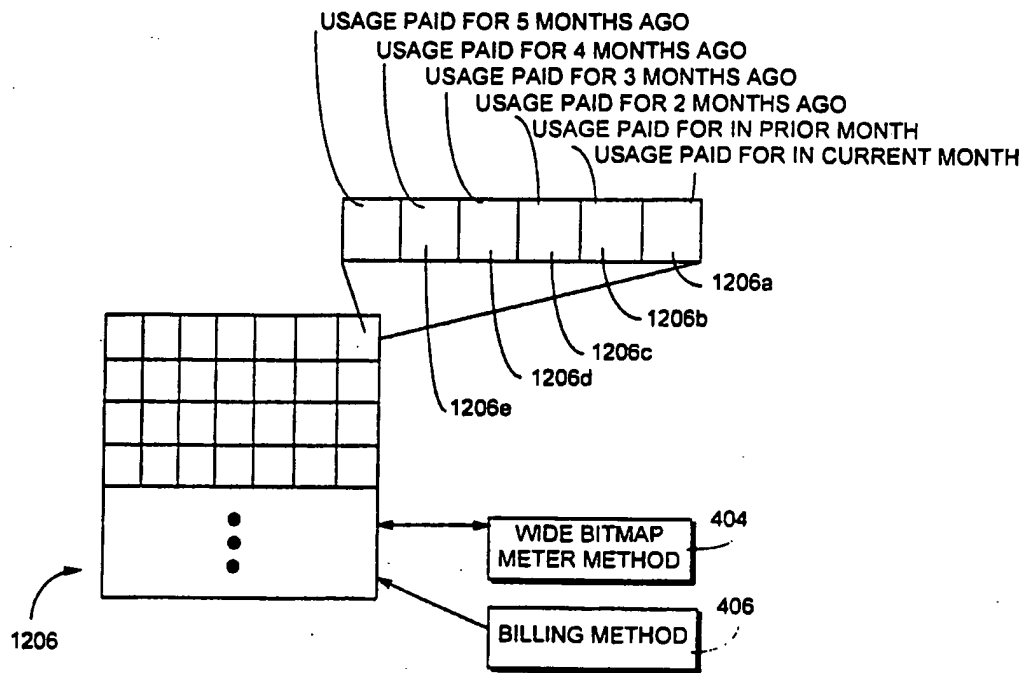 USAGE PAID FOR 5 MONTHS AGO
USAGE PAID FOR 4 MONTHS AGO
USAGE PAID FOR 3 MONTHS AGO
USAGE PAID FOR 2 MONTHS AGO
USAGE PAID FOR IN PRIOR MONTH
USAGE PAID FOR IN CURRENT MONTH
1206a
1206b
1206c
1206d
1206e
404
WIDE BITMAP
METER METHOD
406
BILLING METHOD
1206